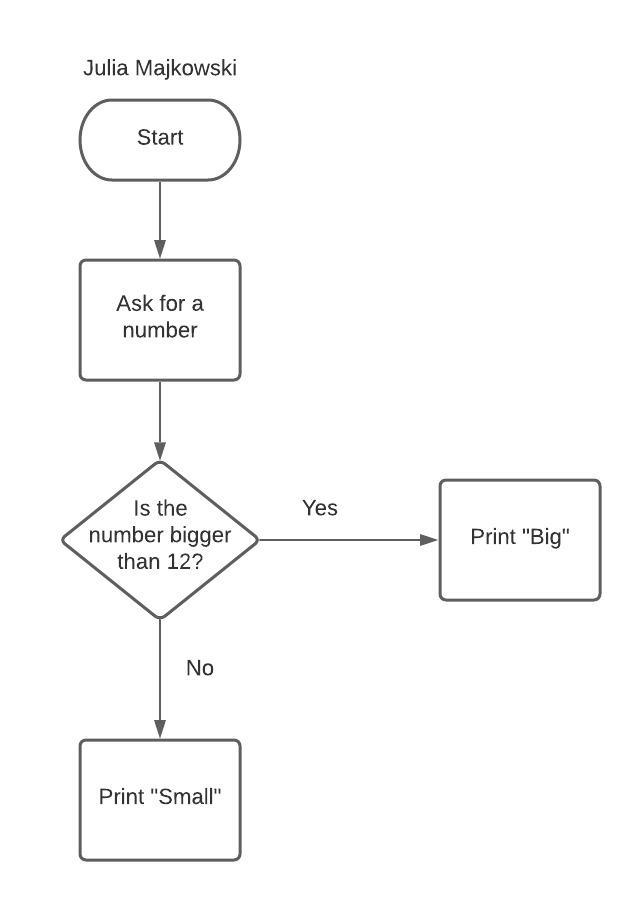 Julia Majkowski
Start
Ask for a
number
Is the
number bigger
than 12?
Yes
Print "Big"
No
Print "Small"